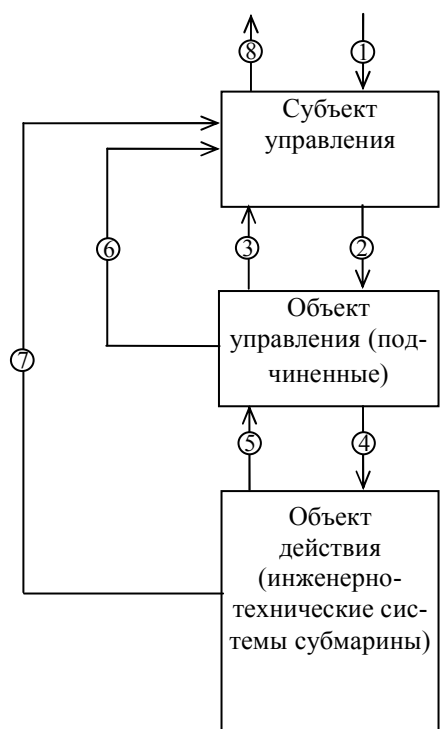 ⑧ ①
Субъект
управления
③ ②
⑥
Объект
управления (под-
чиненные)
⑦
⑤ ④
Объект
действия
(инженерно-
технические сис-
темы субмарины)